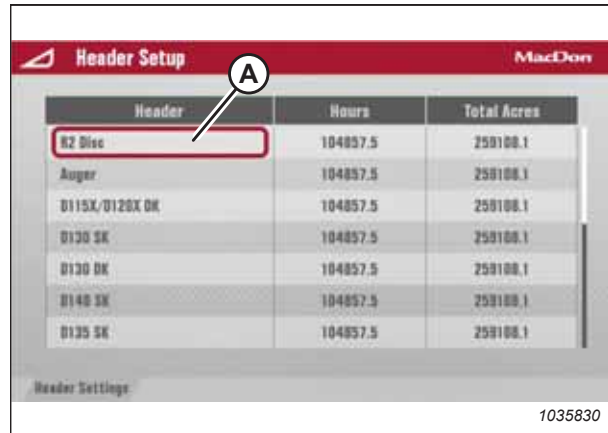 Header Setup MacDon
A
Header Hours Total Acres
R2 Disc 104857.5 259108.1
Auger 104857.5 259108.1
D115X/D120X DK 104857.5 259108.1
D130 SK 104857.5 259108.1
D130 DK 104857.5 259108.1
D140 SK 104857.5 259108.1
D135 SK 104857.5 259108.1
Header Settings
1035830